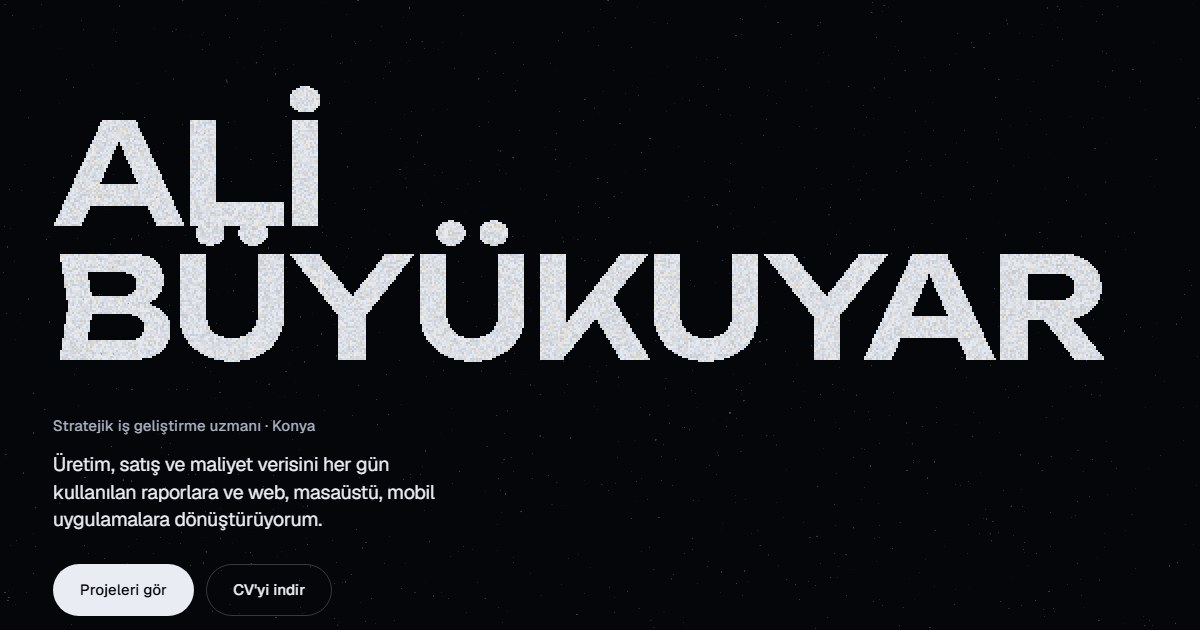 ALİ
BÜYÜKUYAR
Stratejik iş geliştirme uzmanı · Konya
Üretim, satış ve maliyet verisini her gün
kullanılan raporlara ve web, masaüstü, mobil
uygulamalara dönüştürüyorum.
Projeleri gör
CV'yi indir